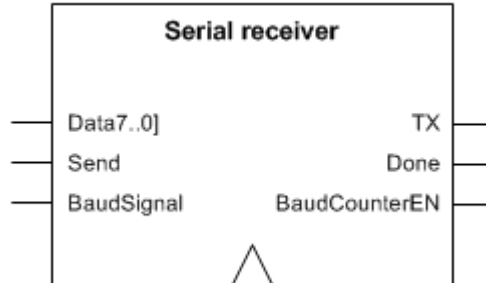 Serial receiver
Data7..0] TX
Send Done
BaudSignal BaudCounterEN